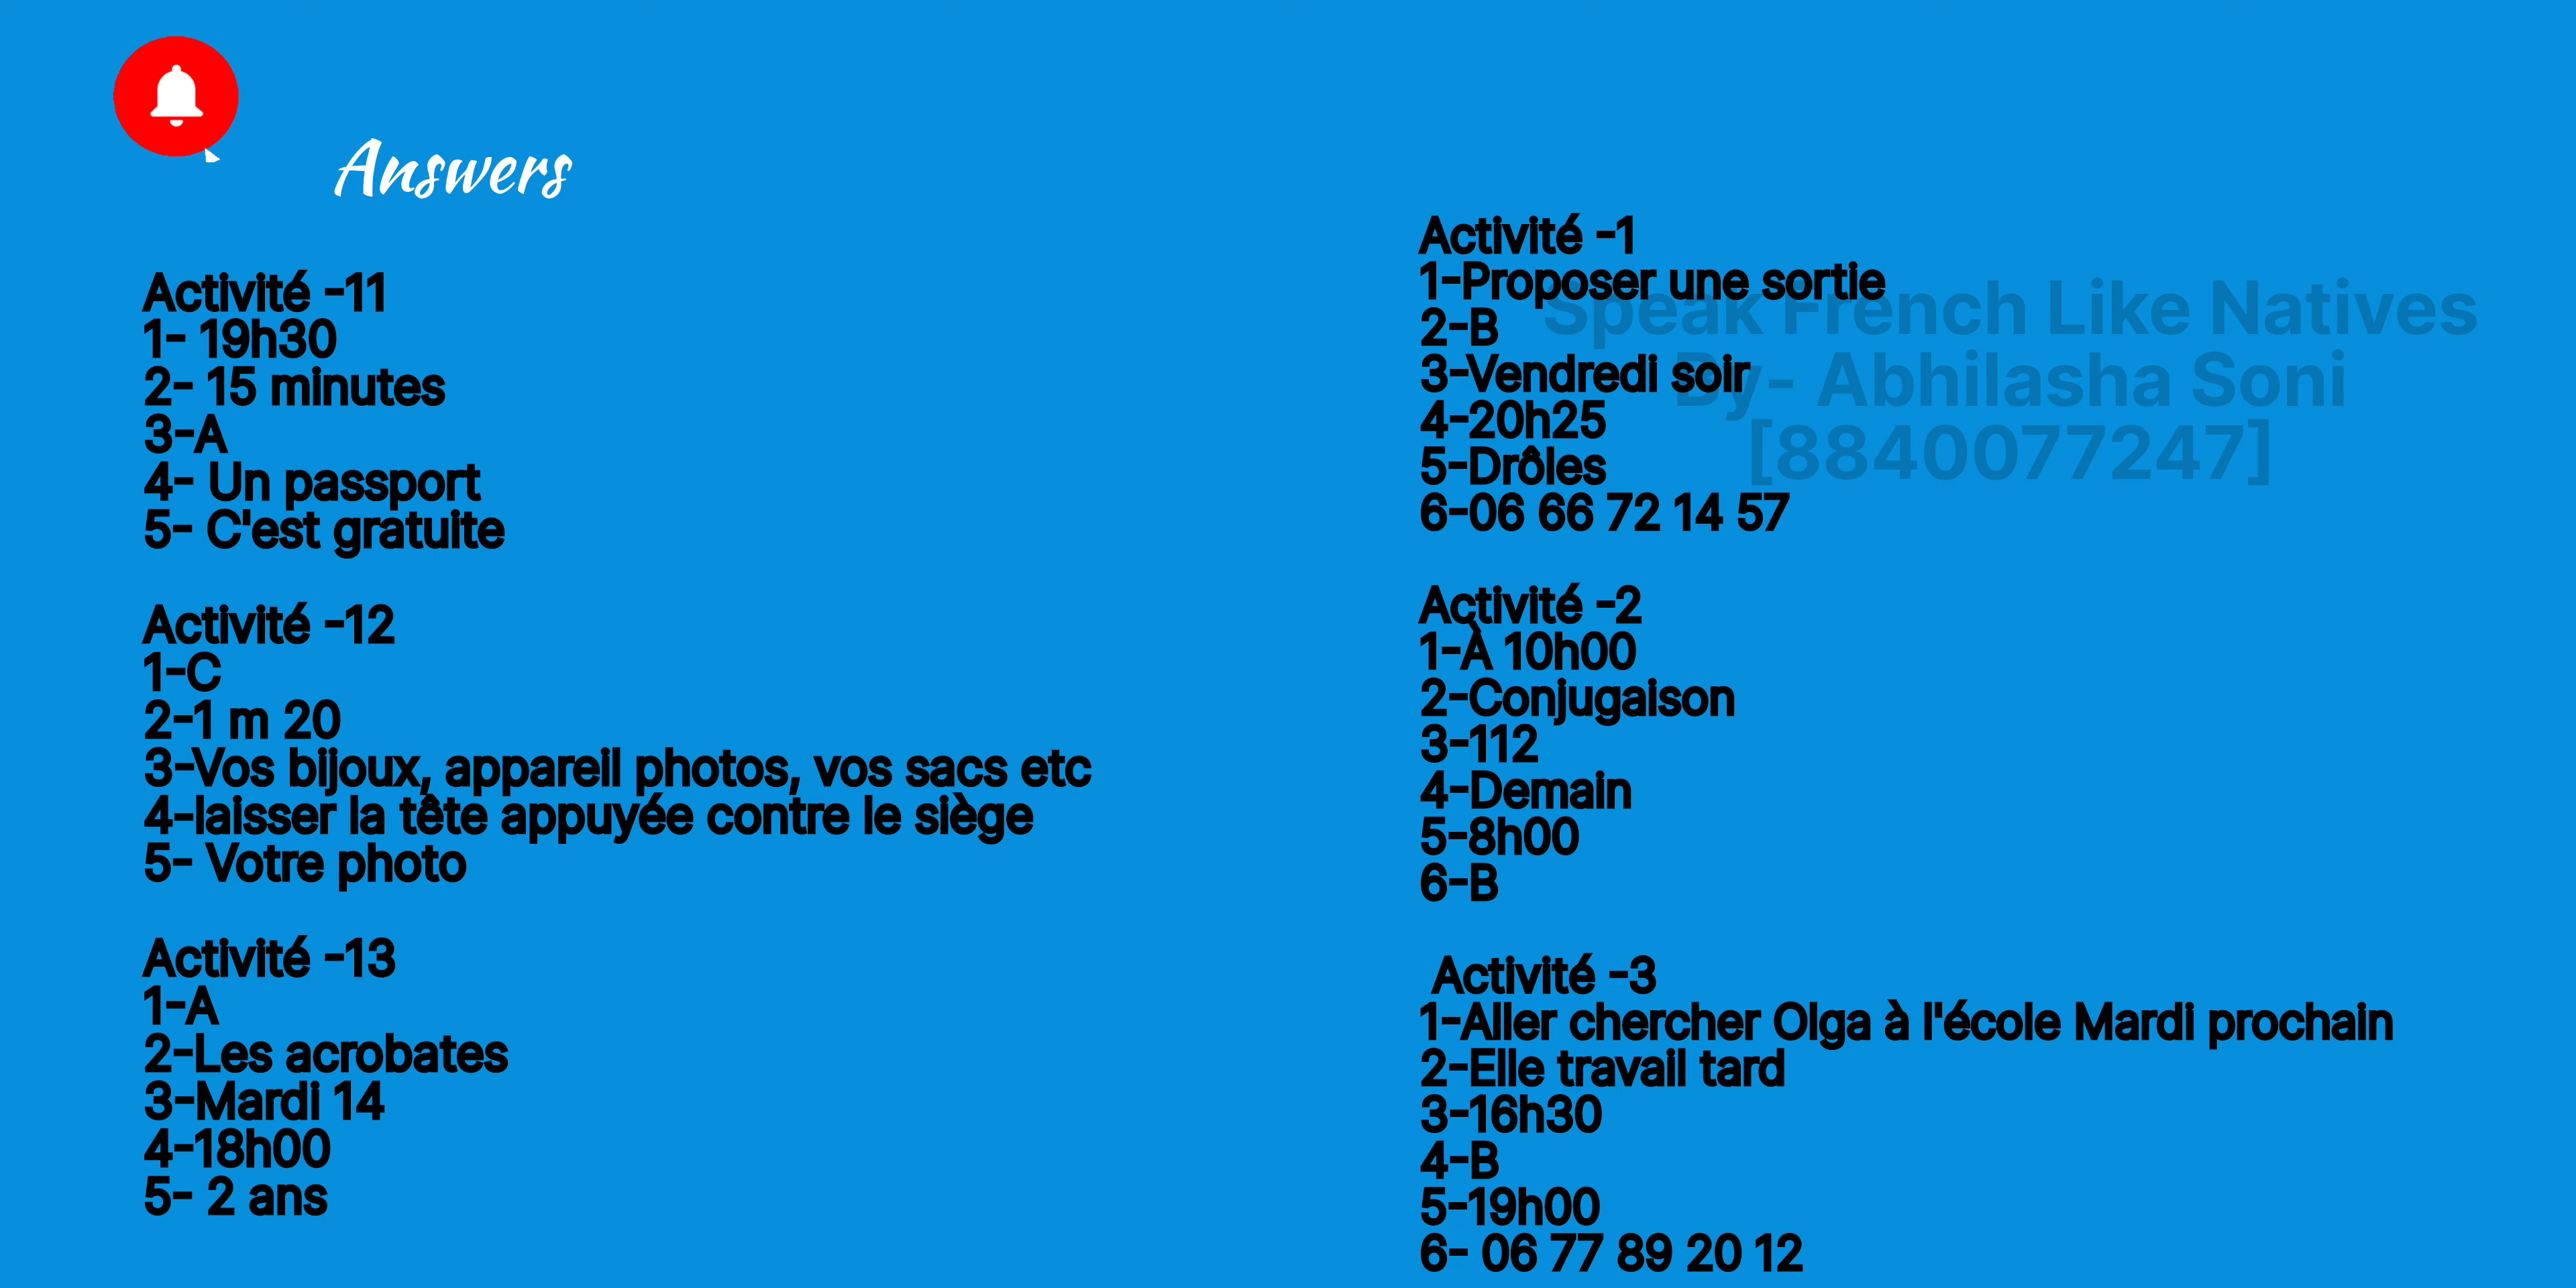 Answers
Activité -11
1- 19h30
2- 15 minutes
3-A
4- Un passport
5- C'est gratuite
Activité -12
1-C
2-1 m 20
3-Vos bijoux, appareil photos, vos sacs etc
4-laisser la tête appuyée contre le siège
5- Votre photo
Activité -13
1-A
2-Les acrobates
3-Mardi 14
4-18h00
5- 2 ans
Activité -1
1-Proposer une sortie
2-B
3-Vendredi soir
4-20h25
5-Drôles
6-06 66 72 14 57
Activité -2
1-À 10h00
2-Conjugaison
3-112
4-Demain
5-8h00
6-B
Activité -3
1-Aller chercher Olga à l'école Mardi prochain
2-Elle travail tard
3-16h30
4-B
5-19h00
6- 06 77 89 20 12
Speak French Like Natives
By- Abhilasha Soni
[8840077247]